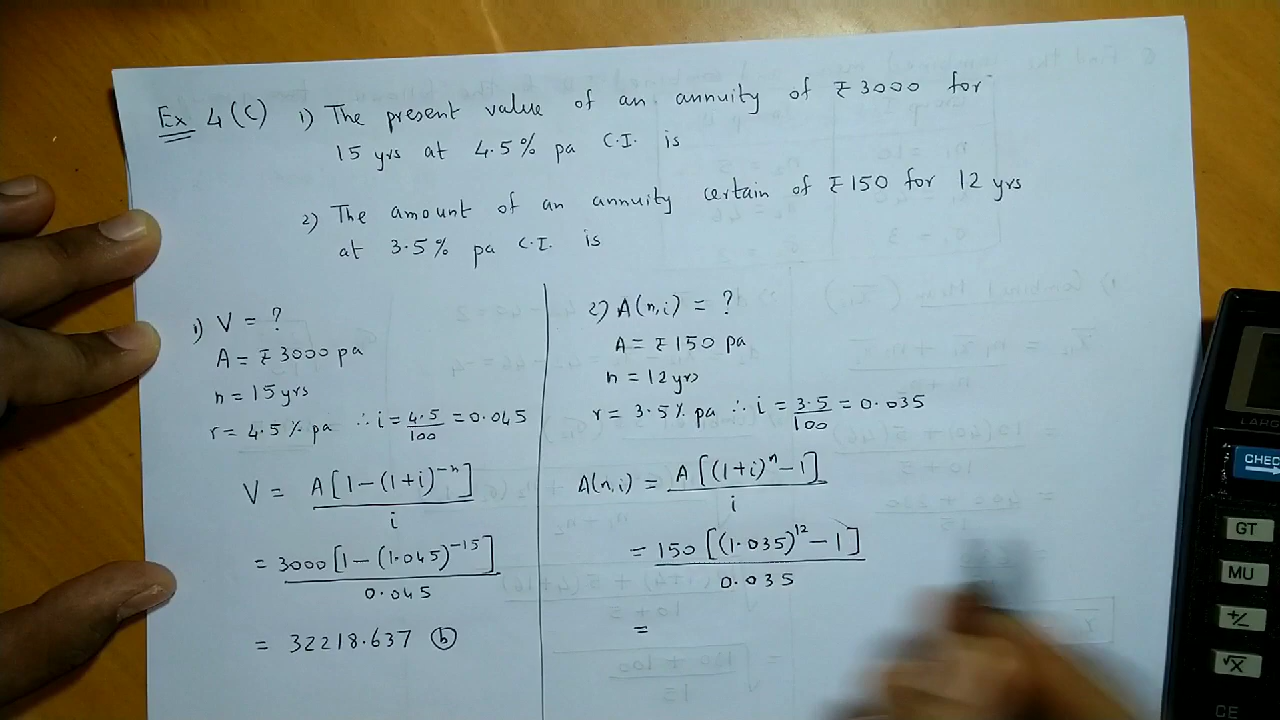 Ex 4(C) 1) The present value of an annuity of ₹3000 for
15 yrs at 4.5% pa C.I. is
2) The amount of an annuity certain of ₹150 for 12 yrs
at 3.5% pa C.I. is
1) V = ?
A = ₹3000 pa
n = 15 yrs
r = 4.5% pa ∴ i = 4.5/100 = 0.045
V = A[1-(1+i)^-n] / i
= 3000[1-(1.045)^-15] / 0.045
= 32218.637 (b)
2) A(n,i) = ?
A = ₹150 pa
n = 12 yrs
r = 3.5% pa ∴ i = 3.5/100 = 0.035
A(n,i) = A[(1+i)^n - 1] / i
= 150[(1.035)^12 - 1] / 0.035
=
CHEC
GT
MU
+/-
√X
CE